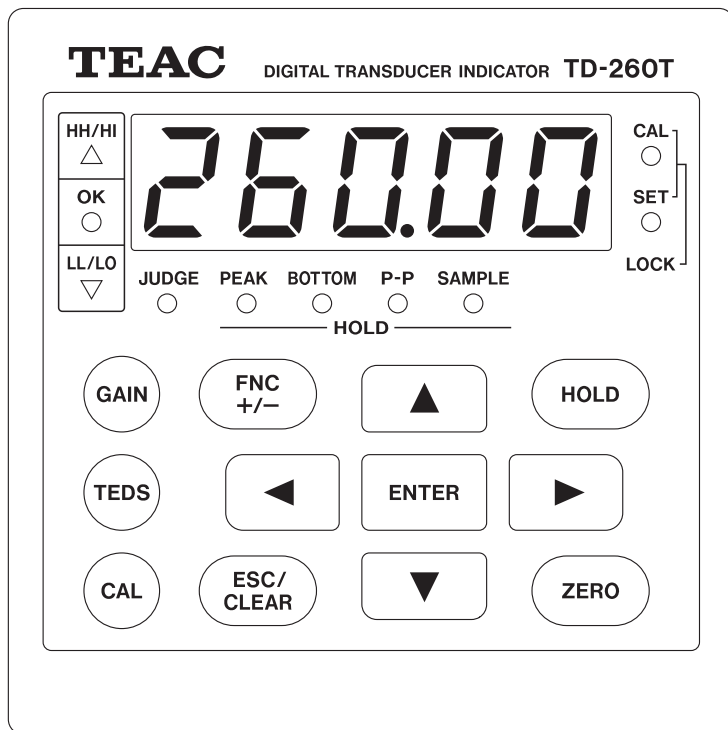 TEAC DIGITAL TRANSDUCER INDICATOR TD-260T
HH/HI
OK
LL/LO
260.00
CAL
SET
LOCK
JUDGE PEAK BOTTOM P-P SAMPLE
HOLD
GAIN
FNC
+/−
HOLD
TEDS
ENTER
CAL
ESC/
CLEAR
ZERO